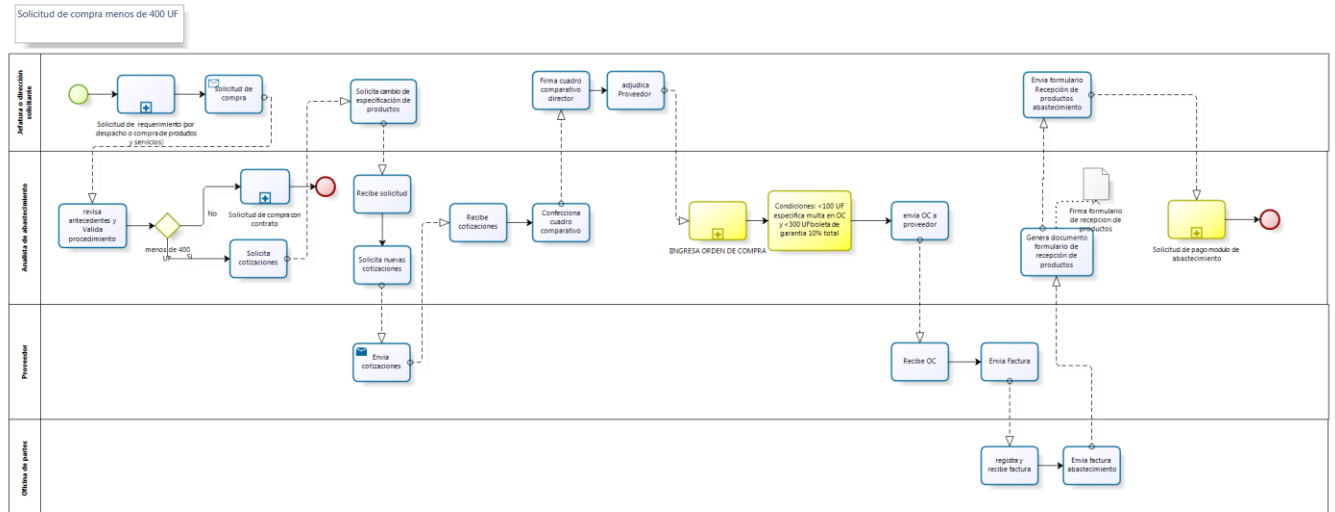 Solicitud de compra menos de 400 UF
Jefatura o dirección
solicitante
Solicitud de requerimiento (por
despacho o compra de productos
y servicios)
Solicitud de
compra
Solicita cambio de
especificación de
productos
Firma cuadro
comparativo
director
adjudica
Proveedor
Envia formulario
Recepción de
productos
abastecimiento
Analista de abastecimiento
revisa
antecedentes y
Valida
procedimiento
menos de 400
UF
No
Si
Solicitud de compra con
contrato
Solicita
cotizaciones
Recibe solicitud
Solicita nuevas
cotizaciones
Recibe
cotizaciones
Confecciona
cuadro
comparativo
IINGRESA ORDEN DE COMPRA
Condiciones: <100 UF
especifica multa en OC
y <300 UF boleta de
garantia 10% total
envia OC a
proveedor
Firma formulario
de recepcion de
productos
Genera documento
formulario de
recepción de
productos
Solicitud de pago modulo de
abastecimiento
Proveedor
Envia
cotizaciones
Recibe OC
Envia Factura
Oficina de partes
registra y
recibe factura
Envia factura
abastecimiento